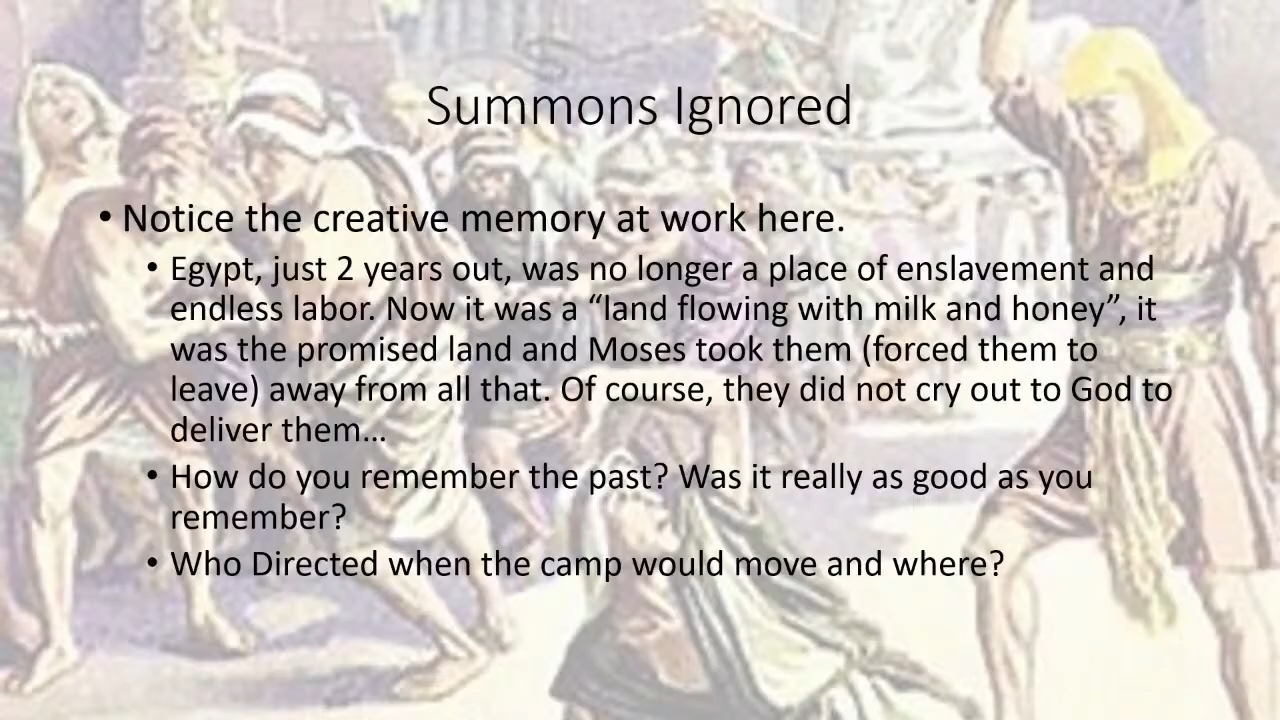 Summons Ignored
• Notice the creative memory at work here.
• Egypt, just 2 years out, was no longer a place of enslavement and
endless labor. Now it was a “land flowing with milk and honey”, it
was the promised land and Moses took them (forced them to
leave) away from all that. Of course, they did not cry out to God to
deliver them…
• How do you remember the past? Was it really as good as you
remember?
• Who Directed when the camp would move and where?